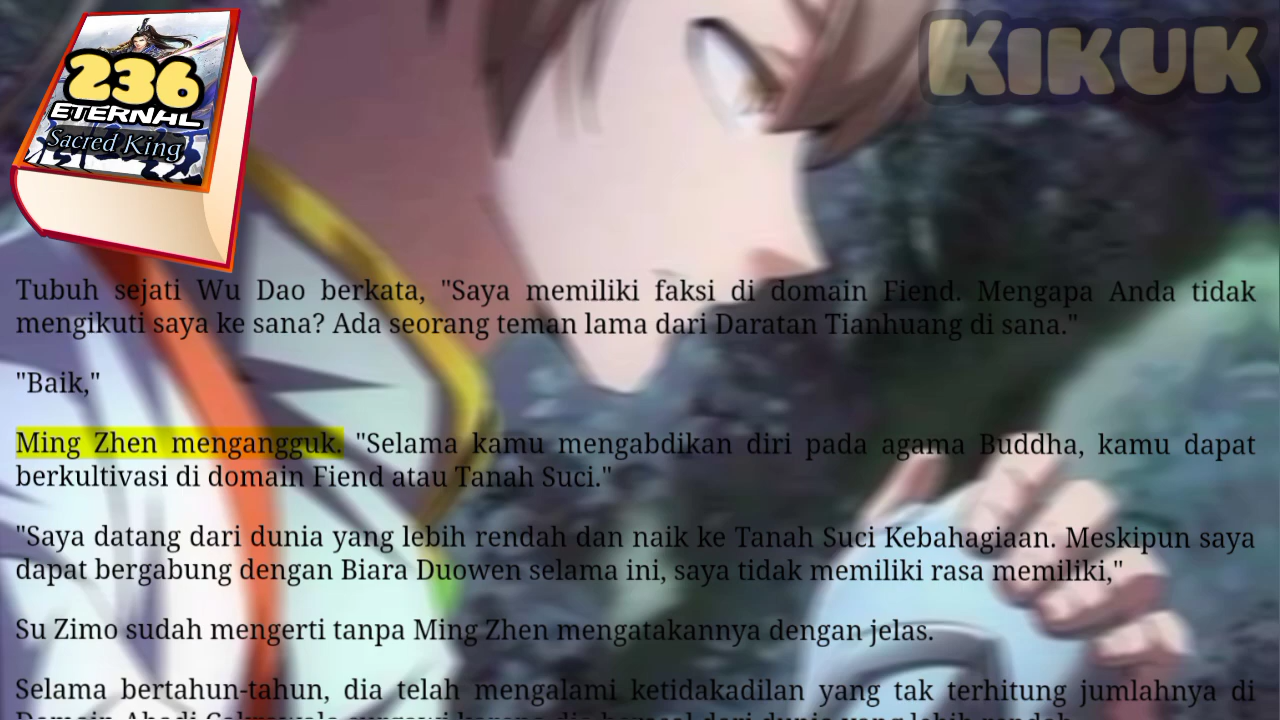 236
ETERNAL
Sacred King
KIKUK
Tubuh sejati Wu Dao berkata, "Saya memiliki faksi di domain Fiend. Mengapa Anda tidak
mengikuti saya ke sana? Ada seorang teman lama dari Daratan Tianhuang di sana."
"Baik,"
Ming Zhen mengangguk. "Selama kamu mengabdikan diri pada agama Buddha, kamu dapat
berkultivasi di domain Fiend atau Tanah Suci."
"Saya datang dari dunia yang lebih rendah dan naik ke Tanah Suci Kebahagiaan. Meskipun saya
dapat bergabung dengan Biara Duowen selama ini, saya tidak memiliki rasa memiliki,"
Su Zimo sudah mengerti tanpa Ming Zhen mengatakannya dengan jelas.
Selama bertahun-tahun, dia telah mengalami ketidakadilan yang tak terhitung jumlahnya di